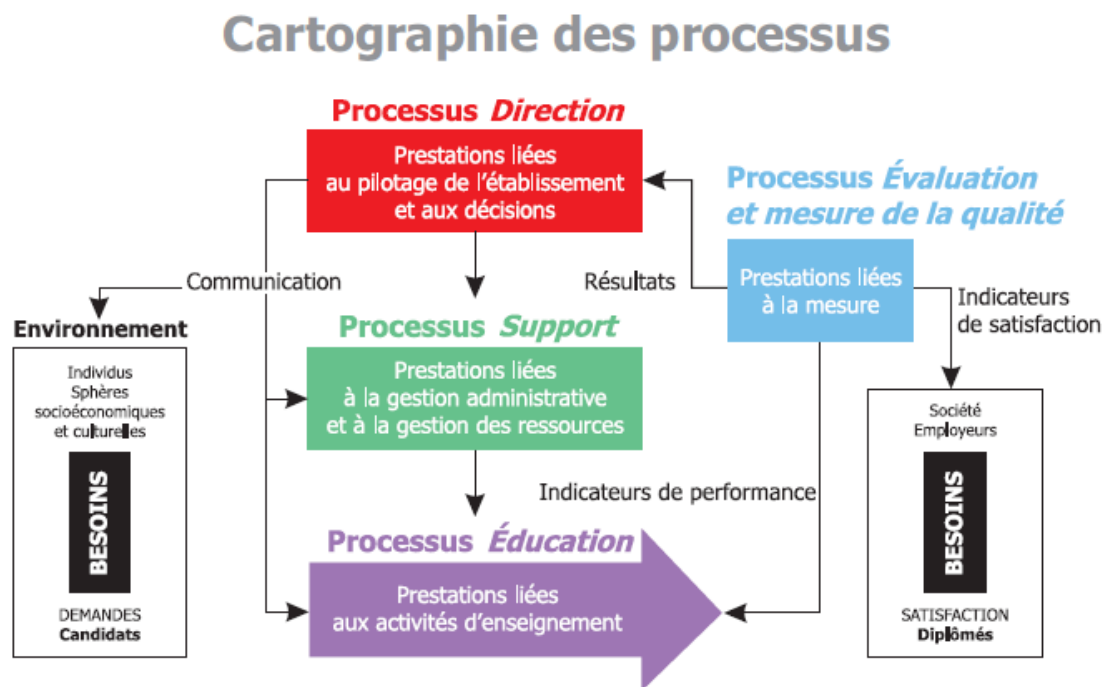 Cartographie des processus
Processus Direction
Prestations liées
au pilotage de l'établissement
et aux décisions
Processus Évaluation
et mesure de la qualité
Prestations liées
à la mesure
Communication
Résultats
Indicateurs
de satisfaction
Environnement
Individus
Sphères
socioéconomiques
et culturelles
BESOINS
DEMANDES
Candidats
Processus Support
Prestations liées
à la gestion administrative
et à la gestion des ressources
Indicateurs de performance
Processus Éducation
Prestations liées
aux activités d'enseignement
Société
Employeurs
BESOINS
SATISFACTION
Diplômés